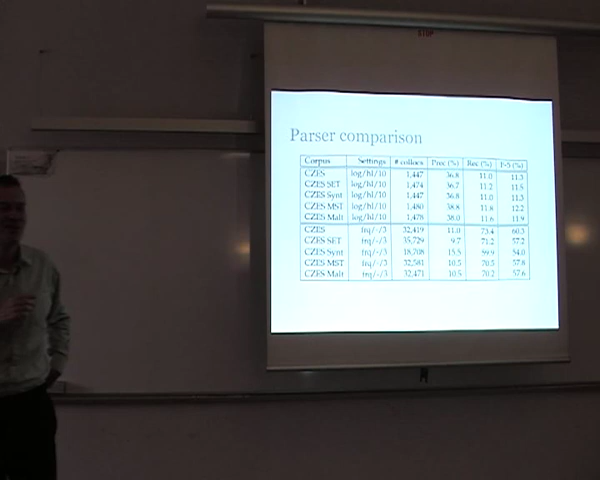 STOP
Parser comparison
Corpus Settings # collocs Prec (%) Rec (%) F-5 (%)
CZES log/hl/10 1,447 36.8 11.0 11.3
CZES SET log/hl/10 1,474 36.7 11.2 11.5
CZES Synt log/hl/10 1,447 36.8 11.0 11.3
CZES MST log/hl/10 1,480 38.8 11.8 12.2
CZES Malt log/hl/10 1,478 38.0 11.6 11.9
CZES frq/-/3 32,419 11.0 73.4 60.3
CZES SET frq/-/3 35,729 9.7 71.2 57.2
CZES Synt frq/-/3 18,708 15.5 59.9 54.0
CZES MST frq/-/3 32,581 10.5 70.5 57.8
CZES Malt frq/-/3 32,471 10.5 70.2 57.6